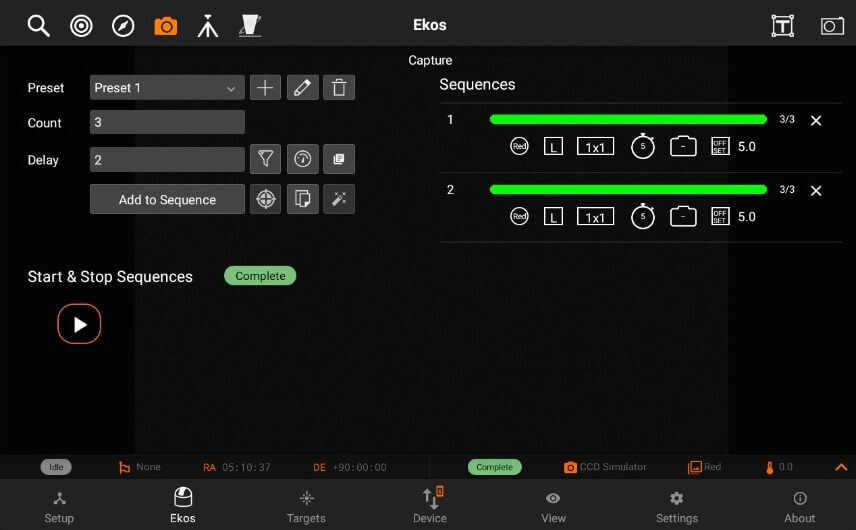 Ekos
T
Capture
Preset Preset 1
Count 3
Delay 2
Add to Sequence
Start & Stop Sequences Complete
Sequences
1 3/3
Red L 1x1 5 OFF SET 5.0
2 3/3
Red L 1x1 5 OFF SET 5.0
Idle None RA 05:10:37 DE +90:00:00 Complete CCD Simulator Red 0.0
Setup Ekos Targets Device View Settings About